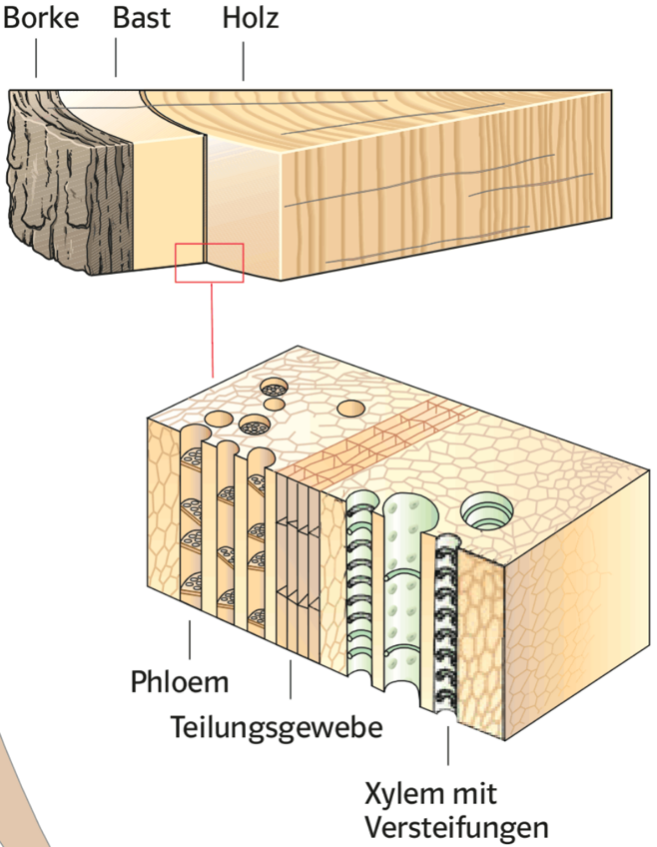 Borke Bast Holz
Phloem
Teilungsgewebe
Xylem mit
Versteifungen